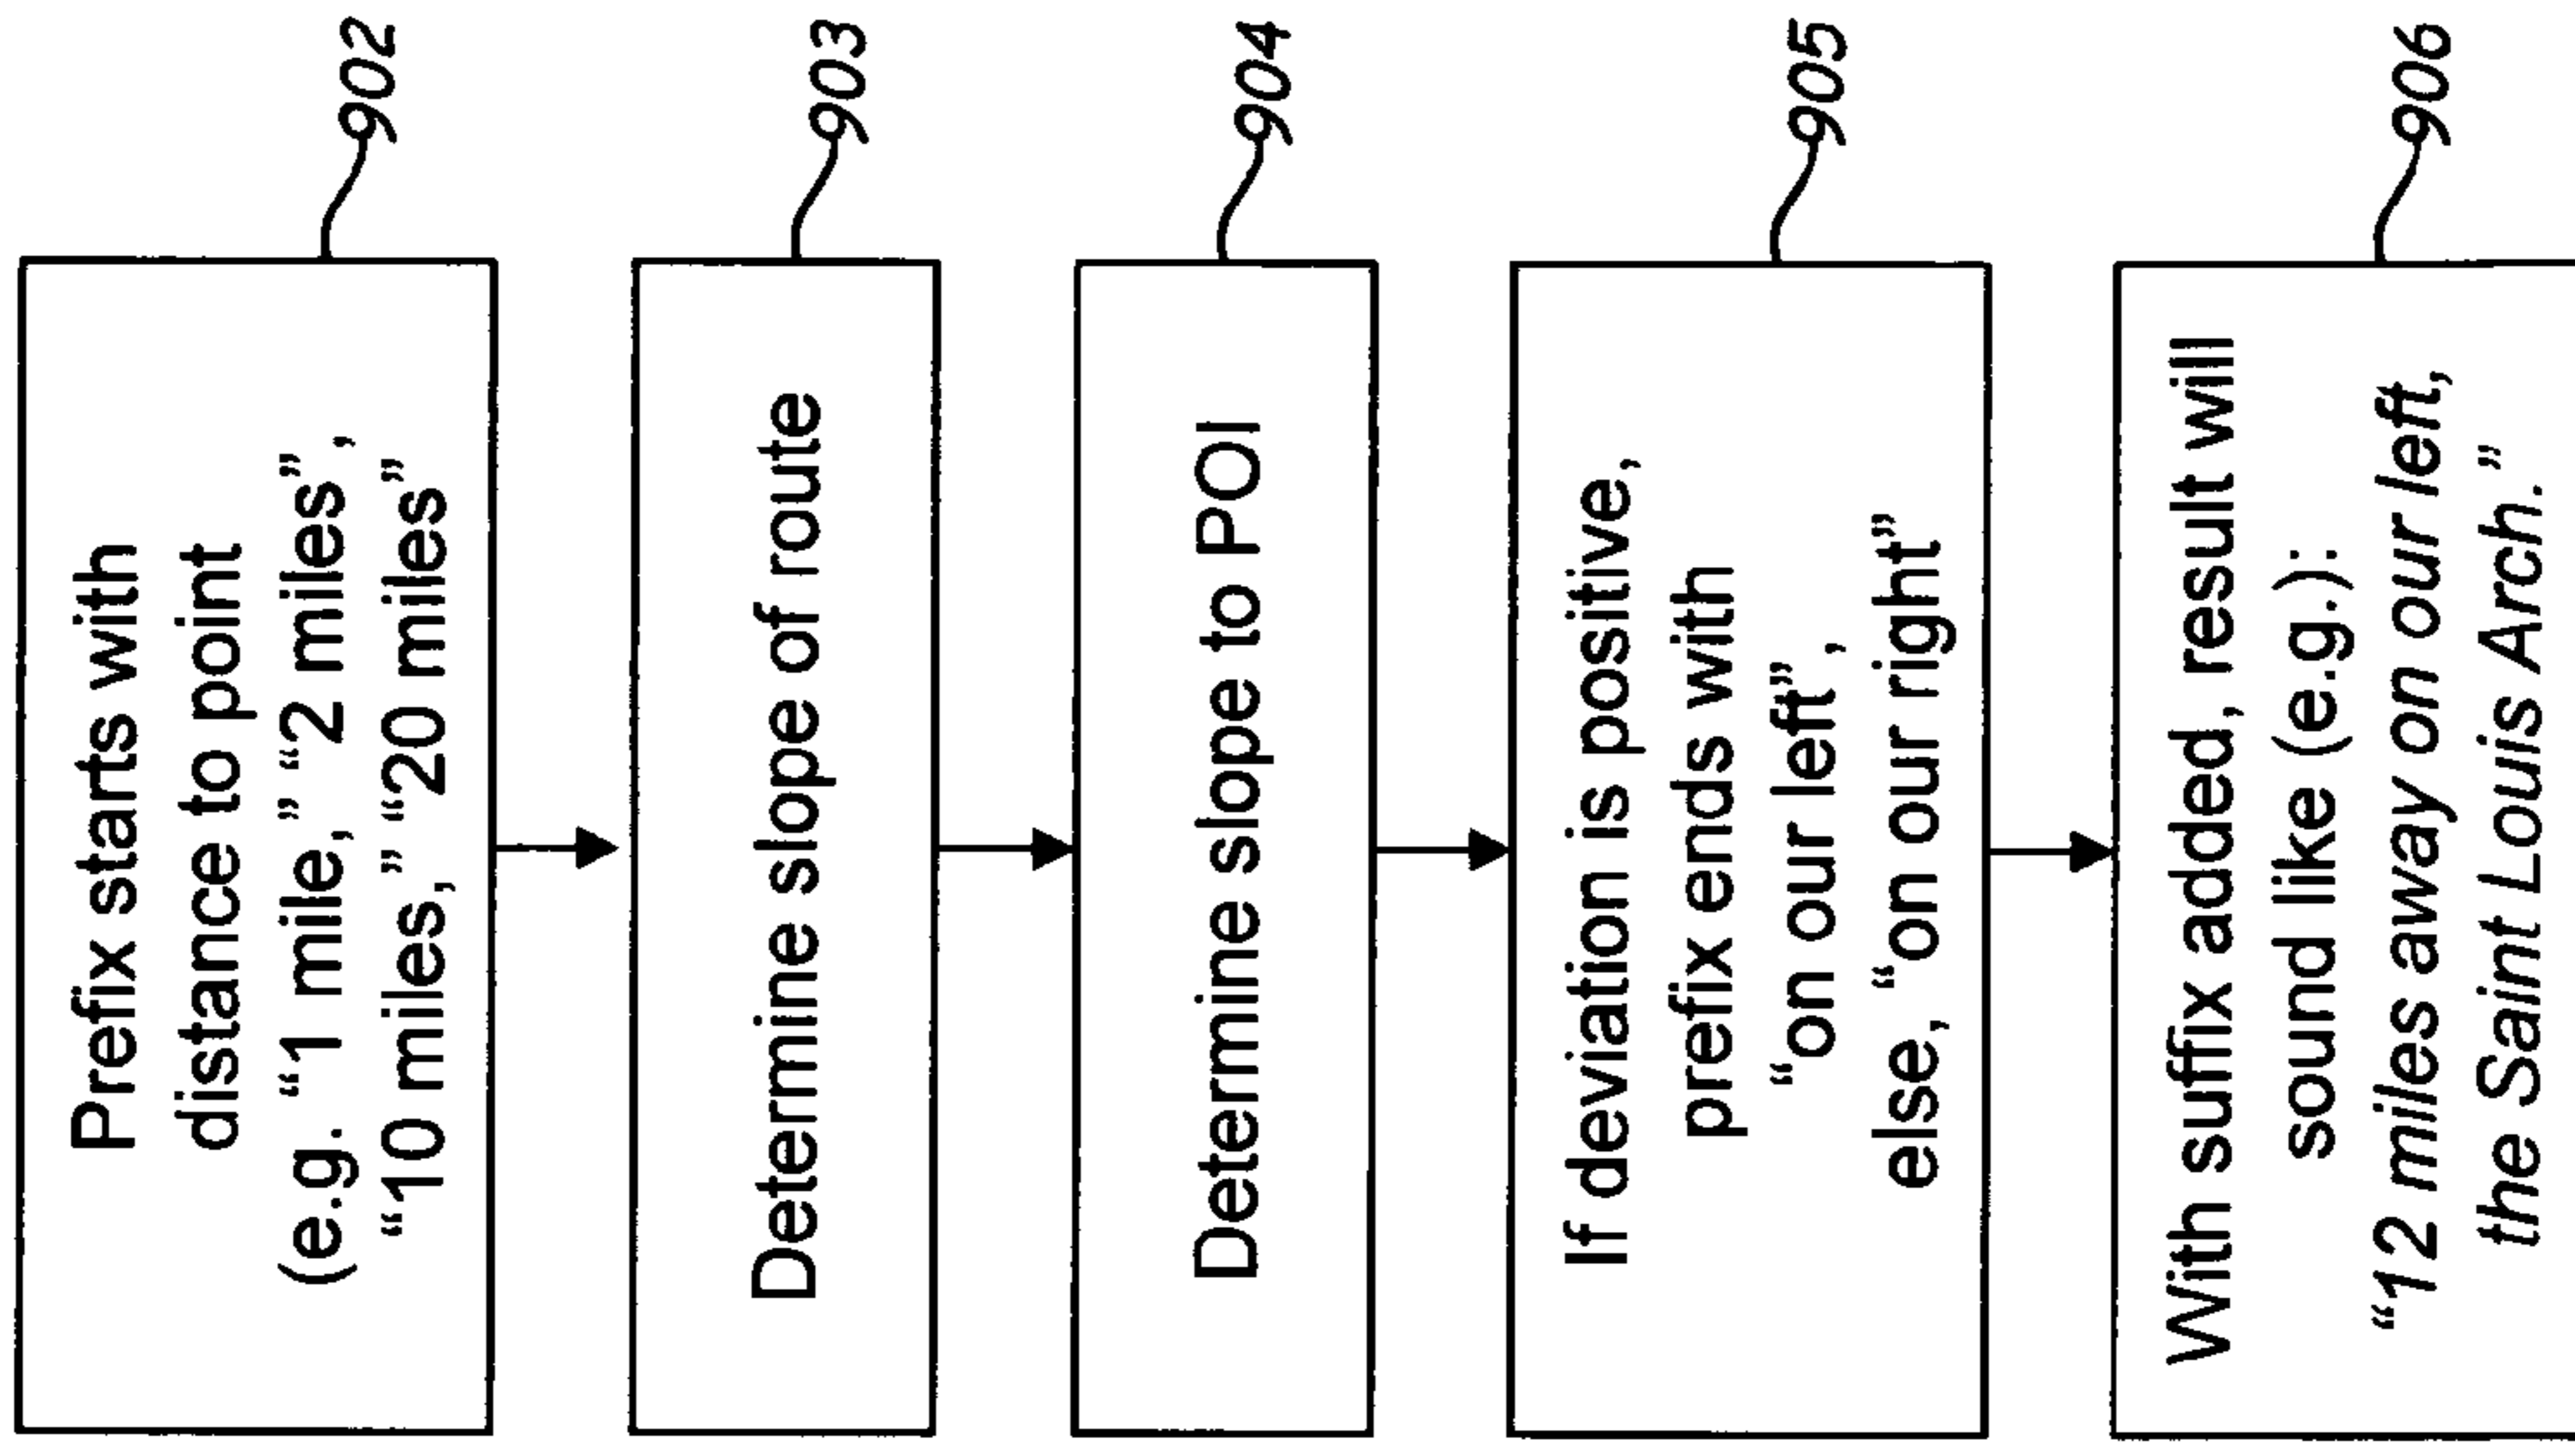 Prefix starts with
distance to point
(e.g. “1 mile,” “2 miles”,
“10 miles,” “20 miles”
902
Determine slope of route
903
Determine slope to POI
904
If deviation is positive,
prefix ends with
“on our left”,
else, “on our right”
905
With suffix added, result will
sound like (e.g.):
“12 miles away on our left,
the Saint Louis Arch.”
906